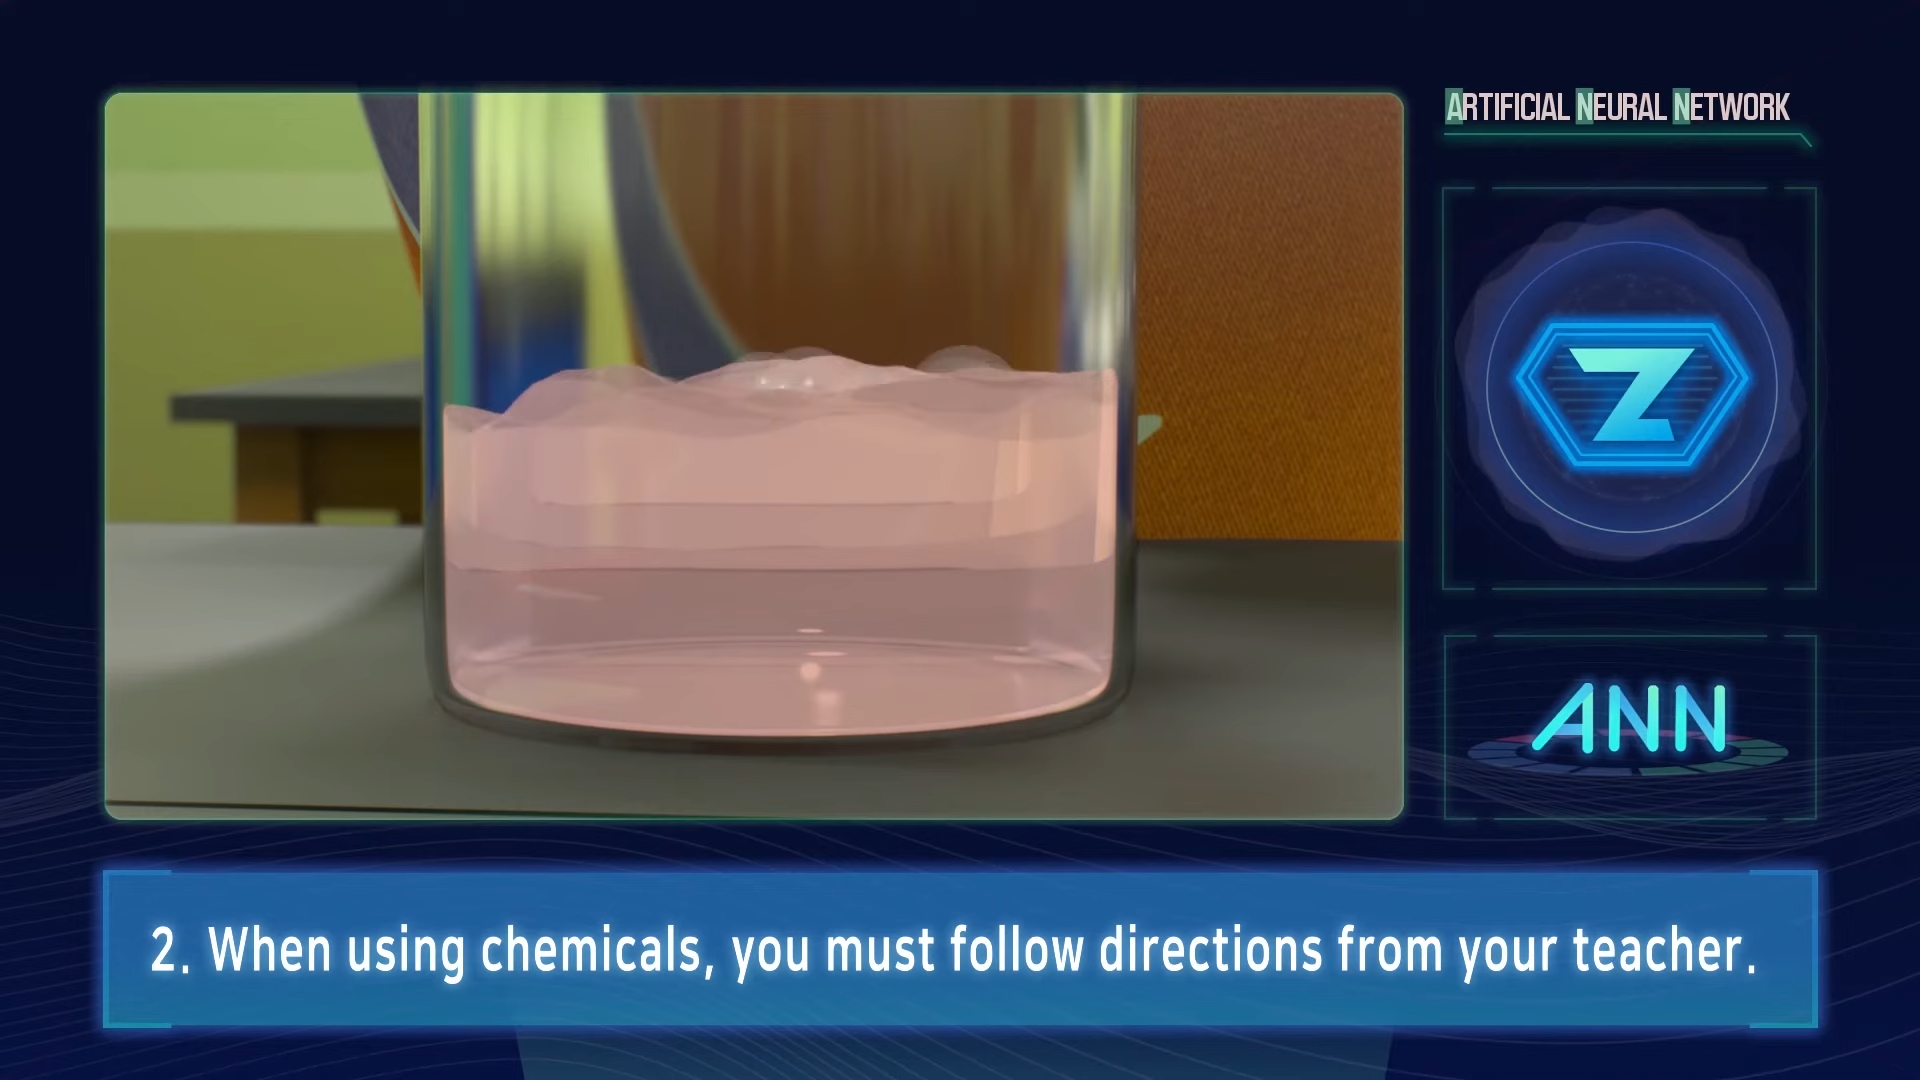 ARTIFICIAL NEURAL NETWORK
Z
ANN
2. When using chemicals, you must follow directions from your teacher.